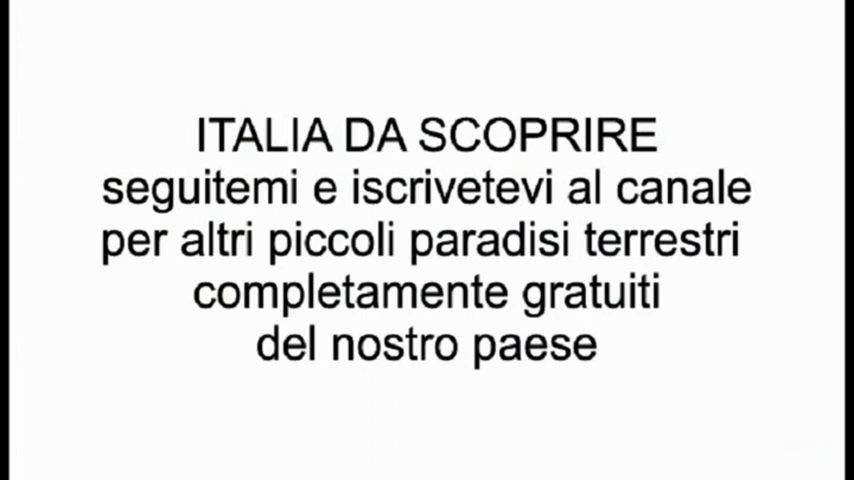 ITALIA DA SCOPRIRE
seguitemi e iscrivetevi al canale
per altri piccoli paradisi terrestri
completamente gratuiti
del nostro paese